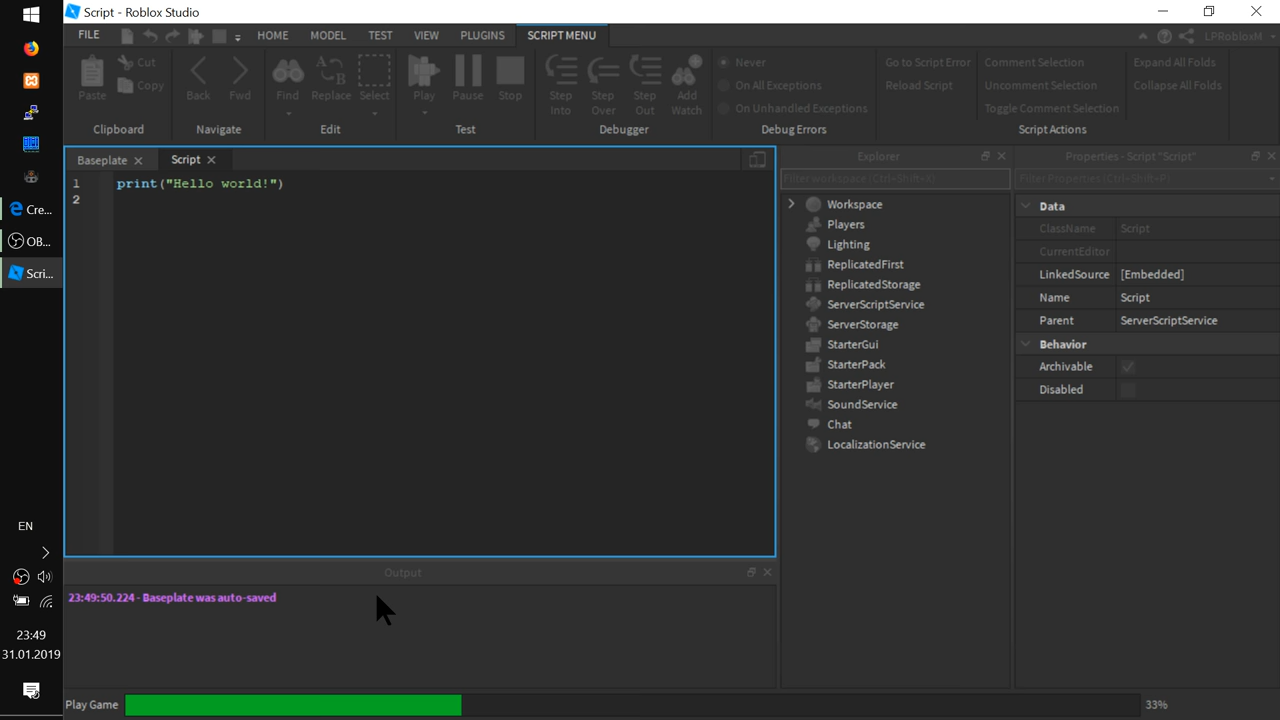 Script - Roblox Studio
FILE HOME MODEL TEST VIEW PLUGINS SCRIPT MENU LPRobloxM
Paste Cut Copy Back Fwd Find Replace Select Play Pause Stop Step Into Step Over Step Out Add Watch
Never
On All Exceptions
On Unhandled Exceptions
Go to Script Error
Reload Script
Comment Selection
Uncomment Selection
Toggle Comment Selection
Expand All Folds
Collapse All Folds
Clipboard Navigate Edit Test Debugger Debug Errors Script Actions
Baseplate Script
1 print("Hello world!")
2
Explorer
Filter workspace (Ctrl+Shift+X)
Workspace
Players
Lighting
ReplicatedFirst
ReplicatedStorage
ServerScriptService
ServerStorage
StarterGui
StarterPack
StarterPlayer
SoundService
Chat
LocalizationService
Properties - Script "Script"
Filter Properties (Ctrl+Shift+P)
Data
ClassName Script
CurrentEditor
LinkedSource [Embedded]
Name Script
Parent ServerScriptService
Behavior
Archivable
Disabled
Output
23:49:50.224 - Baseplate was auto-saved
Play Game 33%
Cre...
OB...
Scri...
EN
23:49
31.01.2019